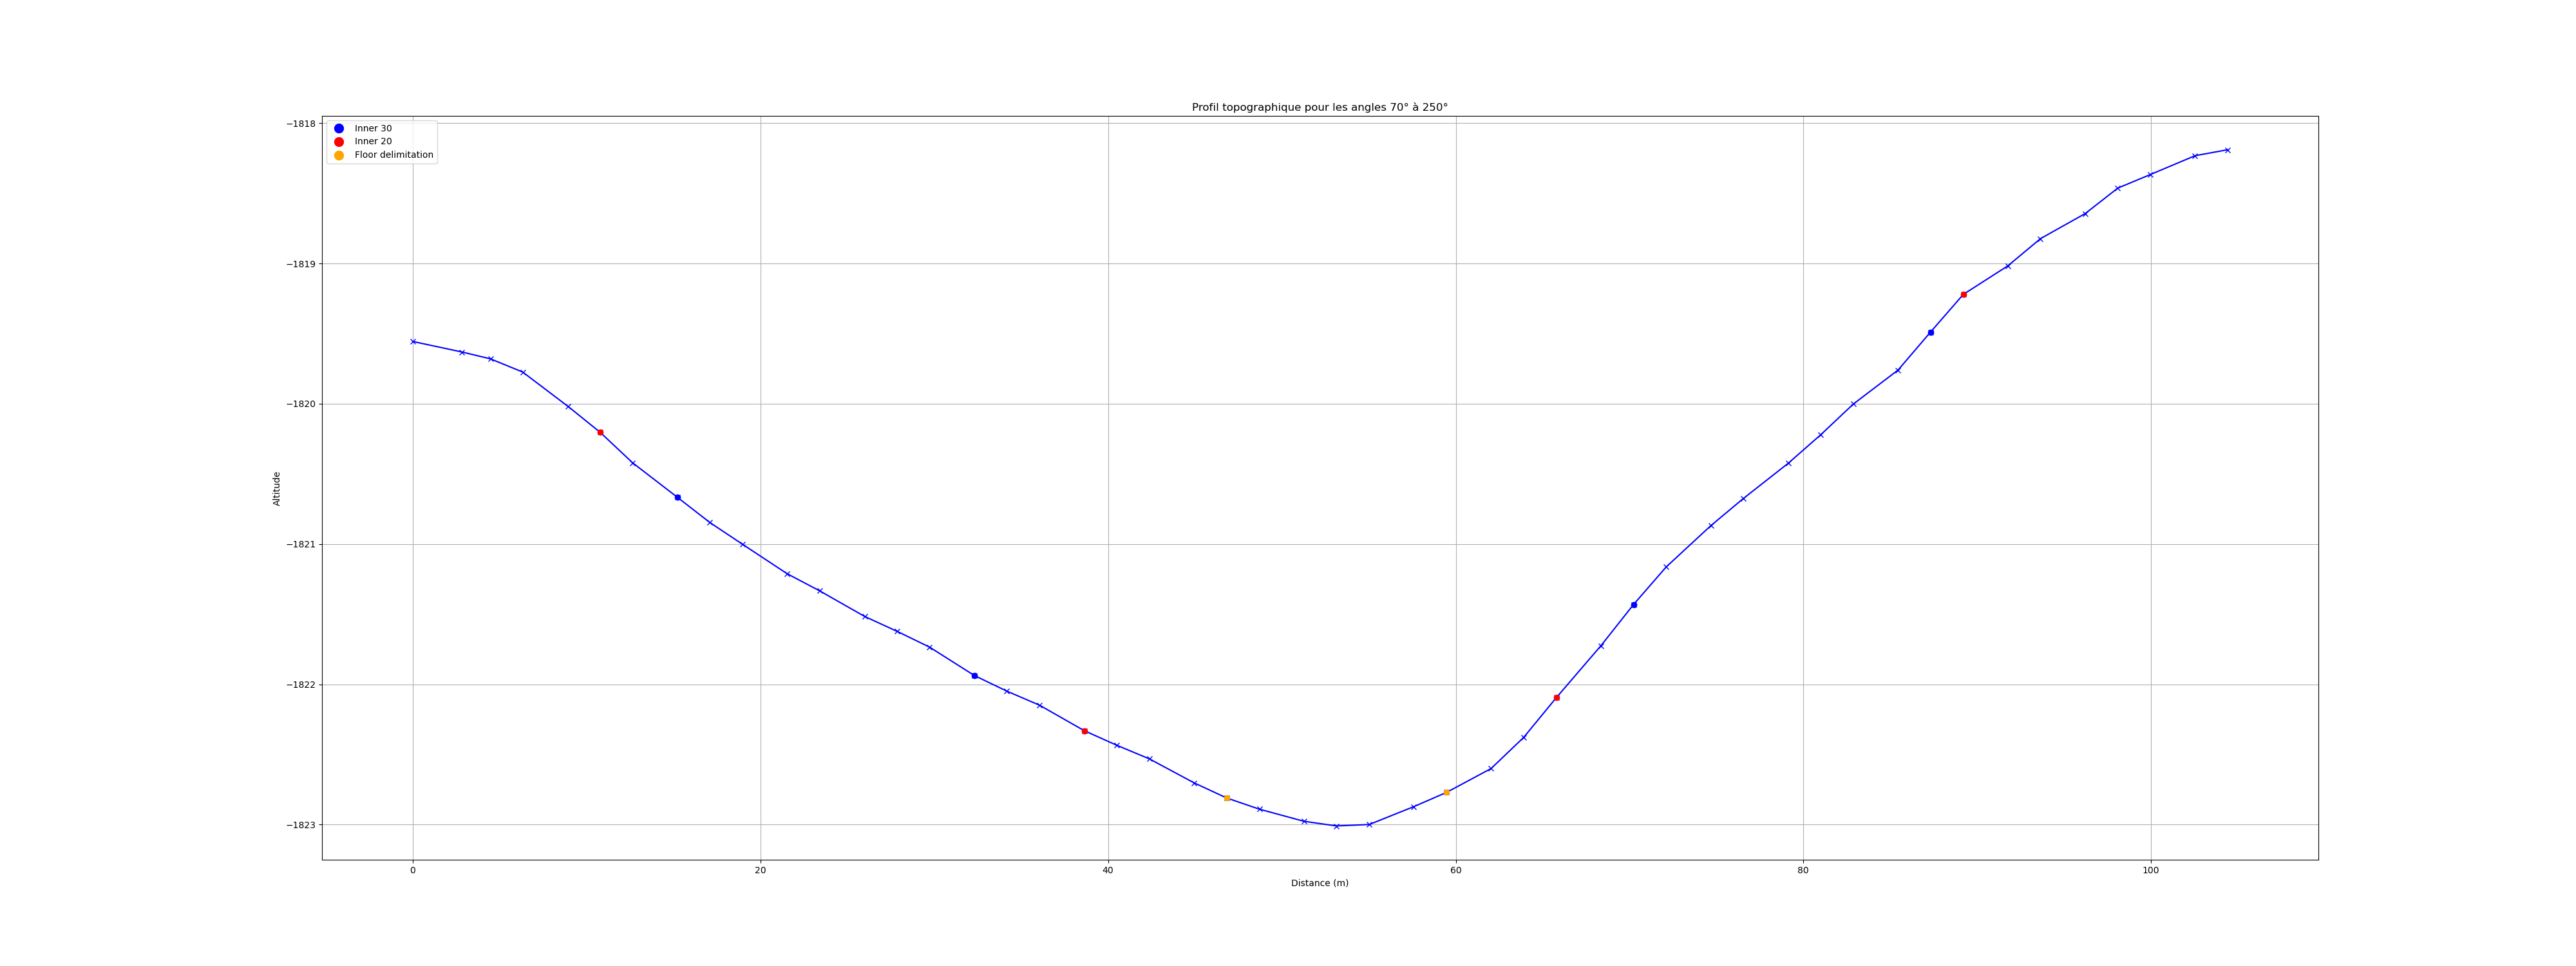 Profil topographique pour les angles 70° à 250°
Inner 30
Inner 20
Floor delimitation
−1818
−1819
−1820
−1821
−1822
−1823
Altitude
0
20
40
60
80
100
Distance (m)